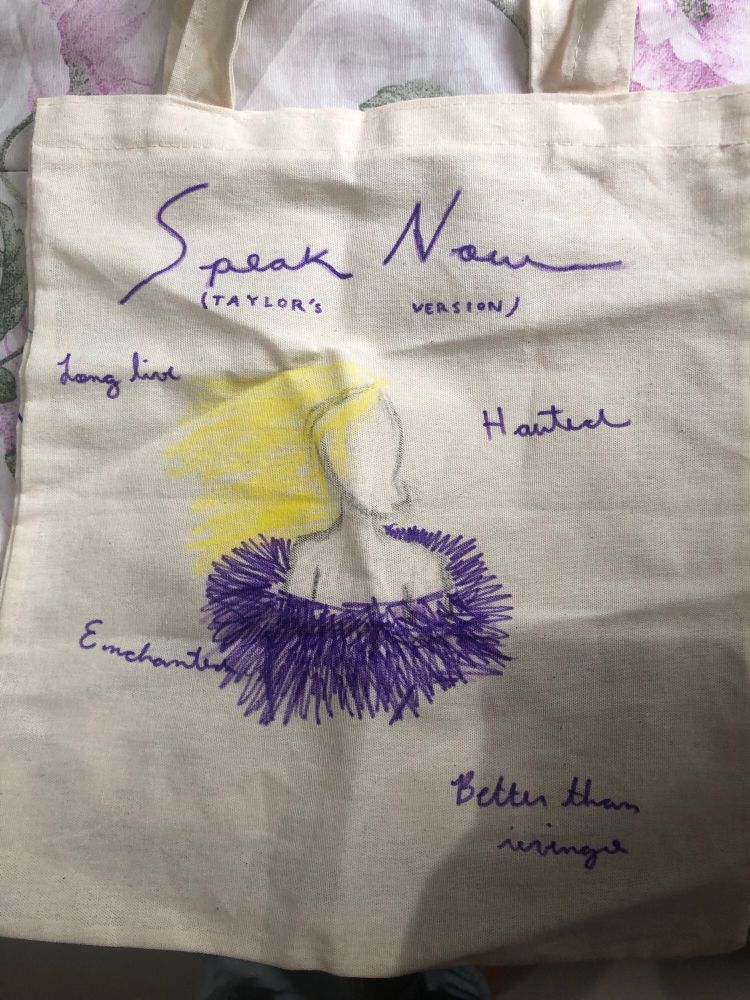 Speak Now
(TAYLOR'S VERSION)
Long live
Hauted
Enchanted
Better than
revenge